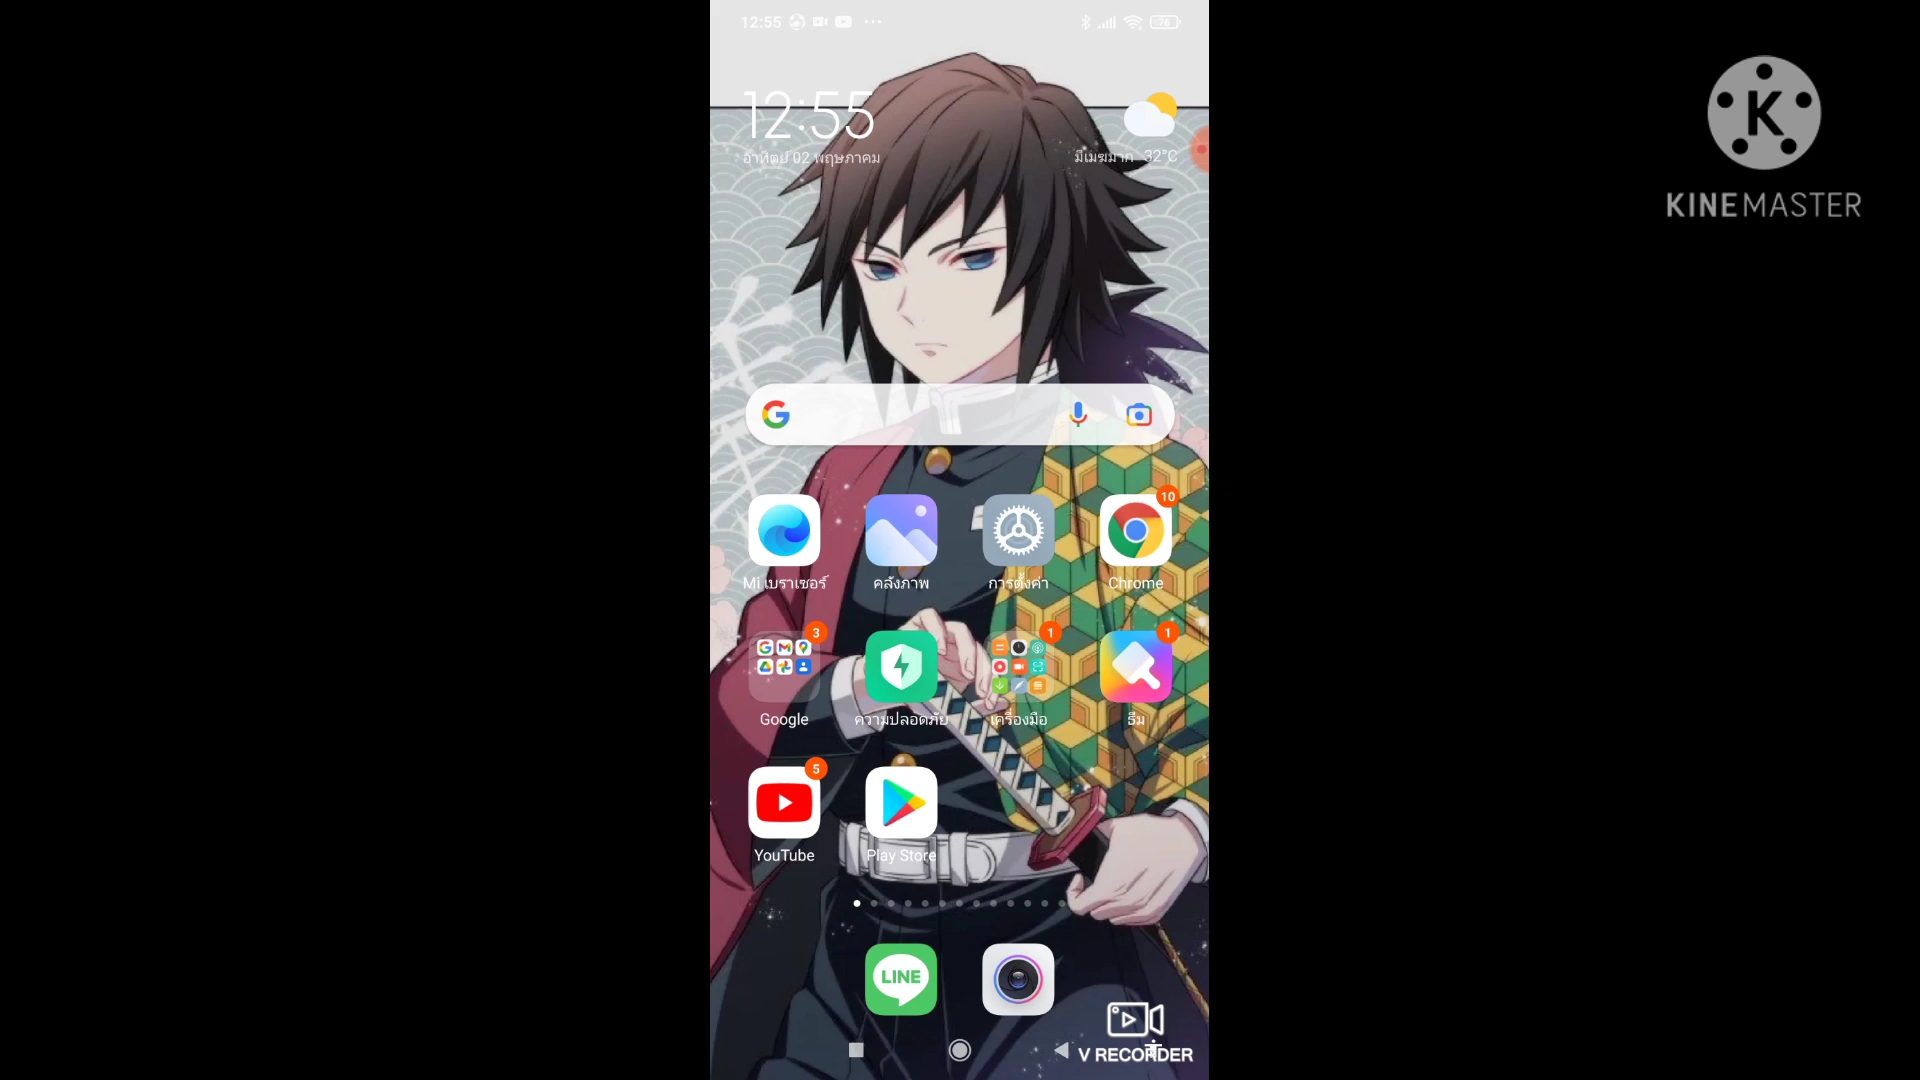 12:55
76
12:55
อาทิตย์ 02 พฤษภาคม
มีเมฆมาก 32°C
K
KINEMASTER
10
Mi เบราเซอร์
คลังภาพ
การตั้งค่า
Chrome
3
1
1
Google
ความปลอดภัย
เครื่องมือ
ธีม
5
YouTube
Play Store
LINE
V RECORDER